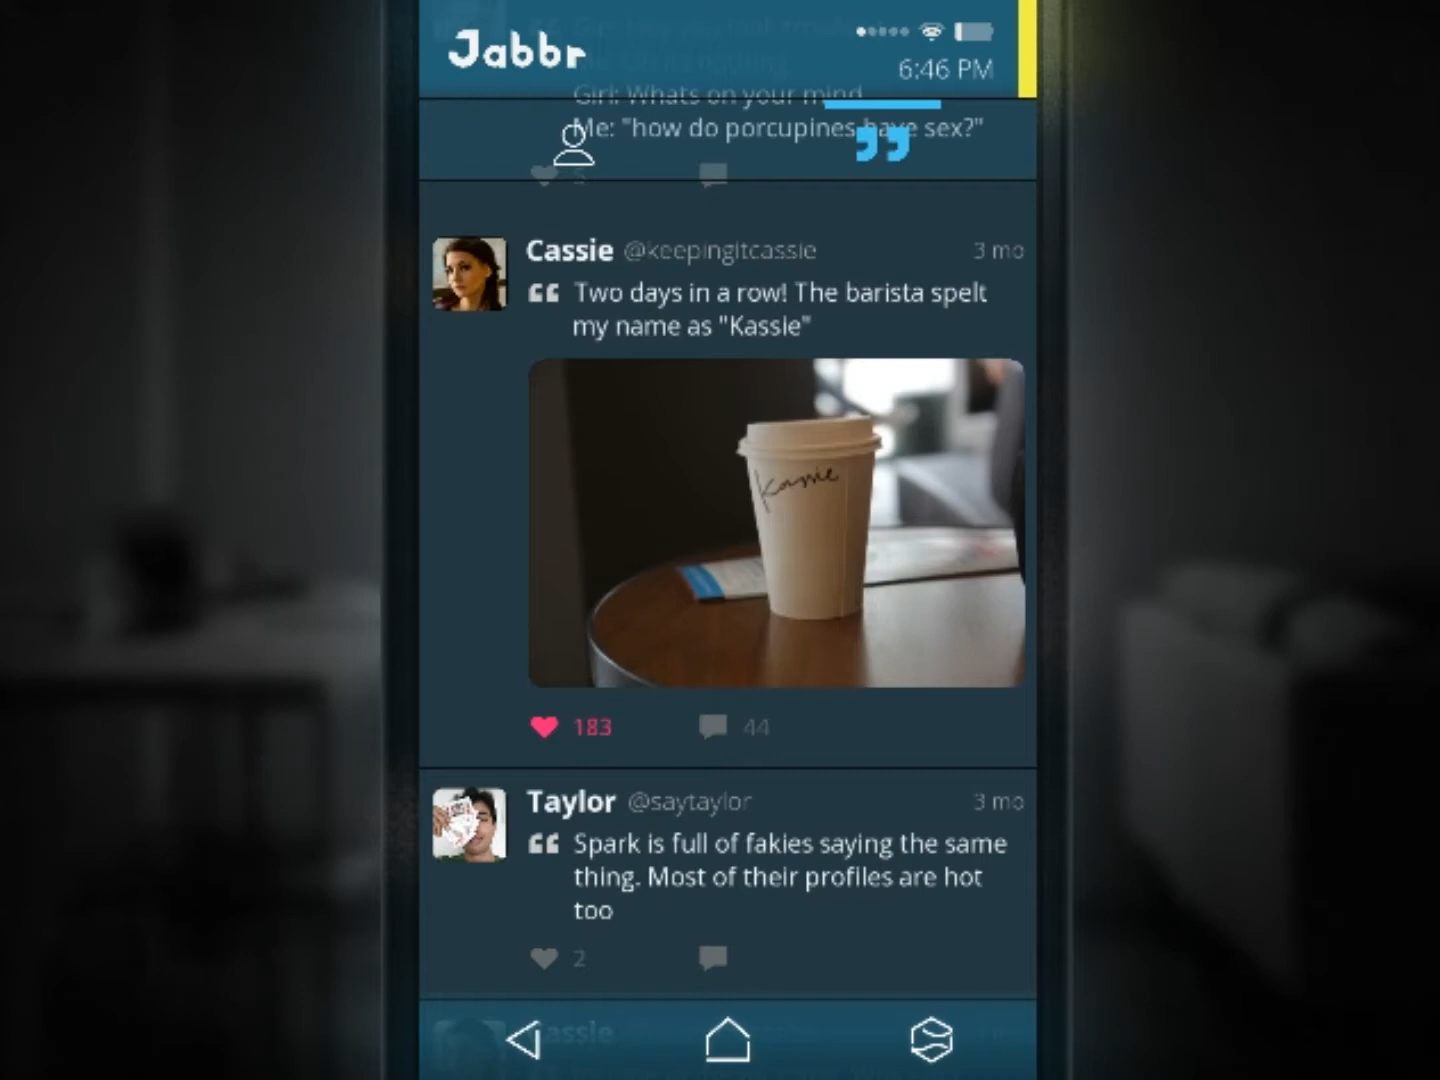 Jabbr
6:46 PM
Girl: Whats on your mind
Me: "how do porcupines have sex?"
5
Cassie @keepingitcassie 3 mo
Two days in a row! The barista spelt
my name as "Kassie"
Kassie
183 44
Taylor @saytaylor 3 mo
Spark is full of fakies saying the same
thing. Most of their profiles are hot
too
2
Cassie